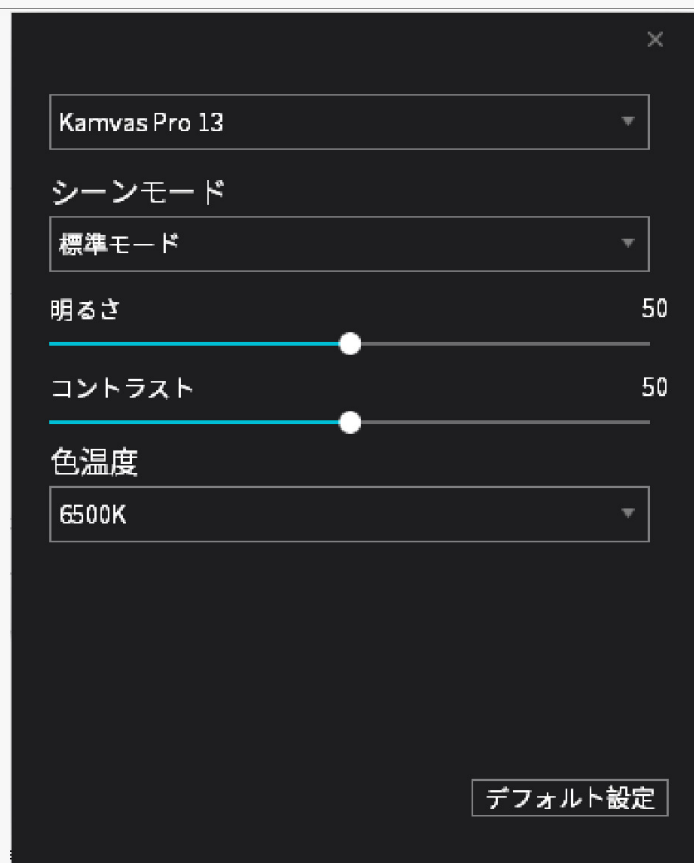 Kamvas Pro 13
シーンモード
標準モード
明るさ 50
コントラスト 50
色温度
6500K
デフォルト設定